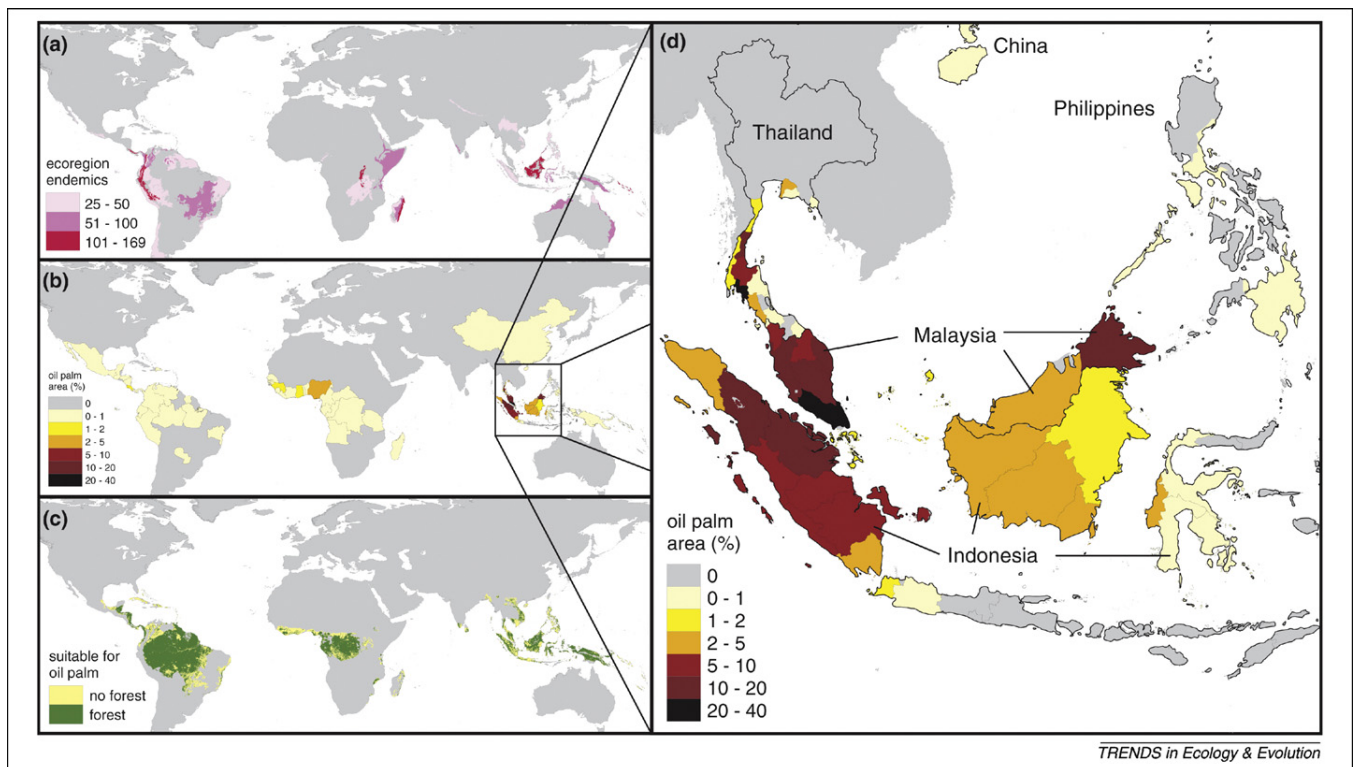 (a)
ecoregion
endemics
25 - 50
51 - 100
101 - 169
(b)
oil palm
area (%)
0
0 - 1
1 - 2
2 - 5
5 - 10
10 - 20
20 - 40
(c)
suitable for
oil palm
no forest
forest
(d)
China
Philippines
Thailand
Malaysia
Indonesia
oil palm
area (%)
0
0 - 1
1 - 2
2 - 5
5 - 10
10 - 20
20 - 40
TRENDS in Ecology & Evolution